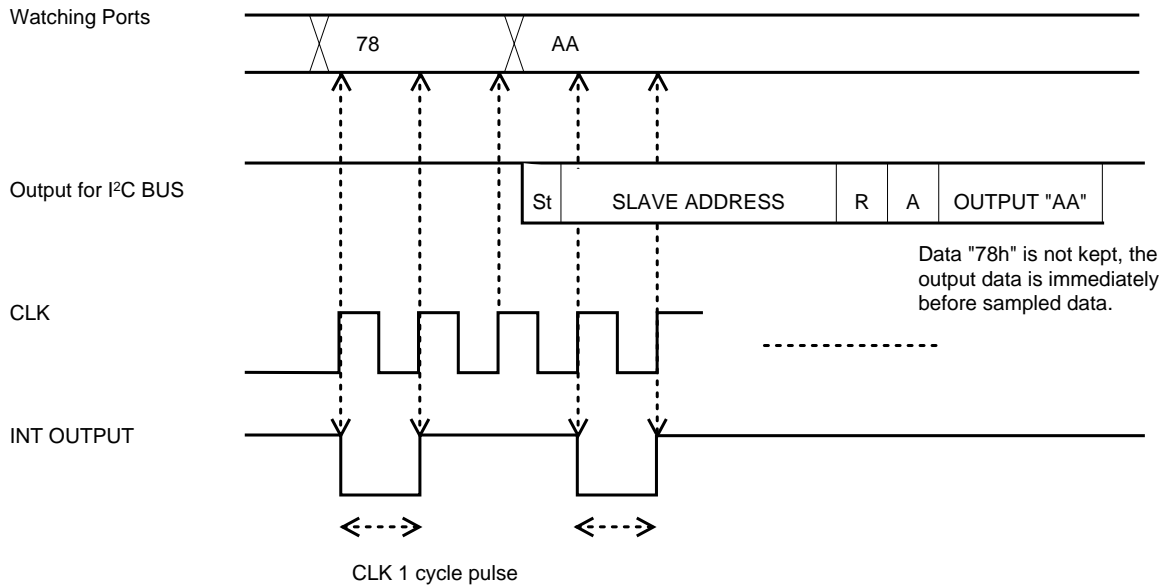 Watching Ports
78
AA
Output for I²C BUS
St
SLAVE ADDRESS
R
A
OUTPUT "AA"
Data "78h" is not kept, the
output data is immediately
before sampled data.
CLK
INT OUTPUT
CLK 1 cycle pulse